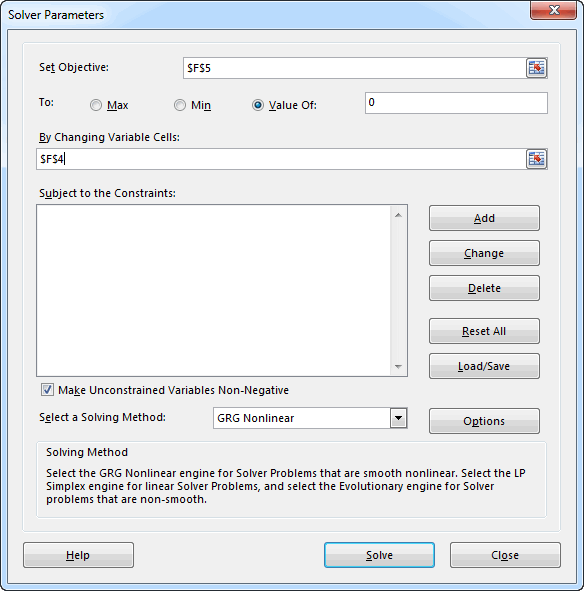 Solver Parameters
Set Objective: $F$5
To: Max Min Value Of: 0
By Changing Variable Cells:
$F$4
Subject to the Constraints:
Add
Change
Delete
Reset All
Load/Save
Make Unconstrained Variables Non-Negative
Select a Solving Method: GRG Nonlinear Options
Solving Method
Select the GRG Nonlinear engine for Solver Problems that are smooth nonlinear. Select the LP
Simplex engine for linear Solver Problems, and select the Evolutionary engine for Solver
problems that are non-smooth.
Help Solve Close